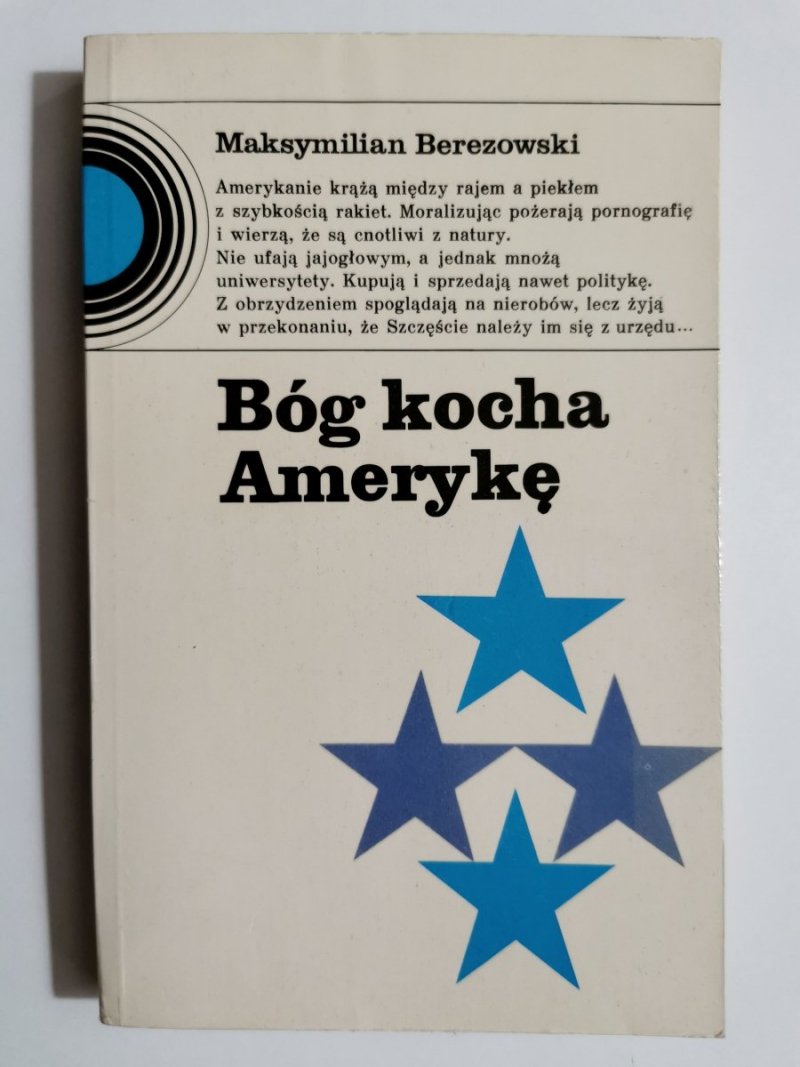 Maksymilian Berezowski
Amerykanie krążą między rajem a piekłem
z szybkością rakiet. Moralizując pożerają pornografię
i wierzą, że są cnotliwi z natury.
Nie ufają jajogłowym, a jednak mnożą
uniwersytety. Kupują i sprzedają nawet politykę.
Z obrzydzeniem spoglądają na nierobów, lecz żyją
w przekonaniu, że Szczęście należy im się z urzędu...
Bóg kocha
Amerykę